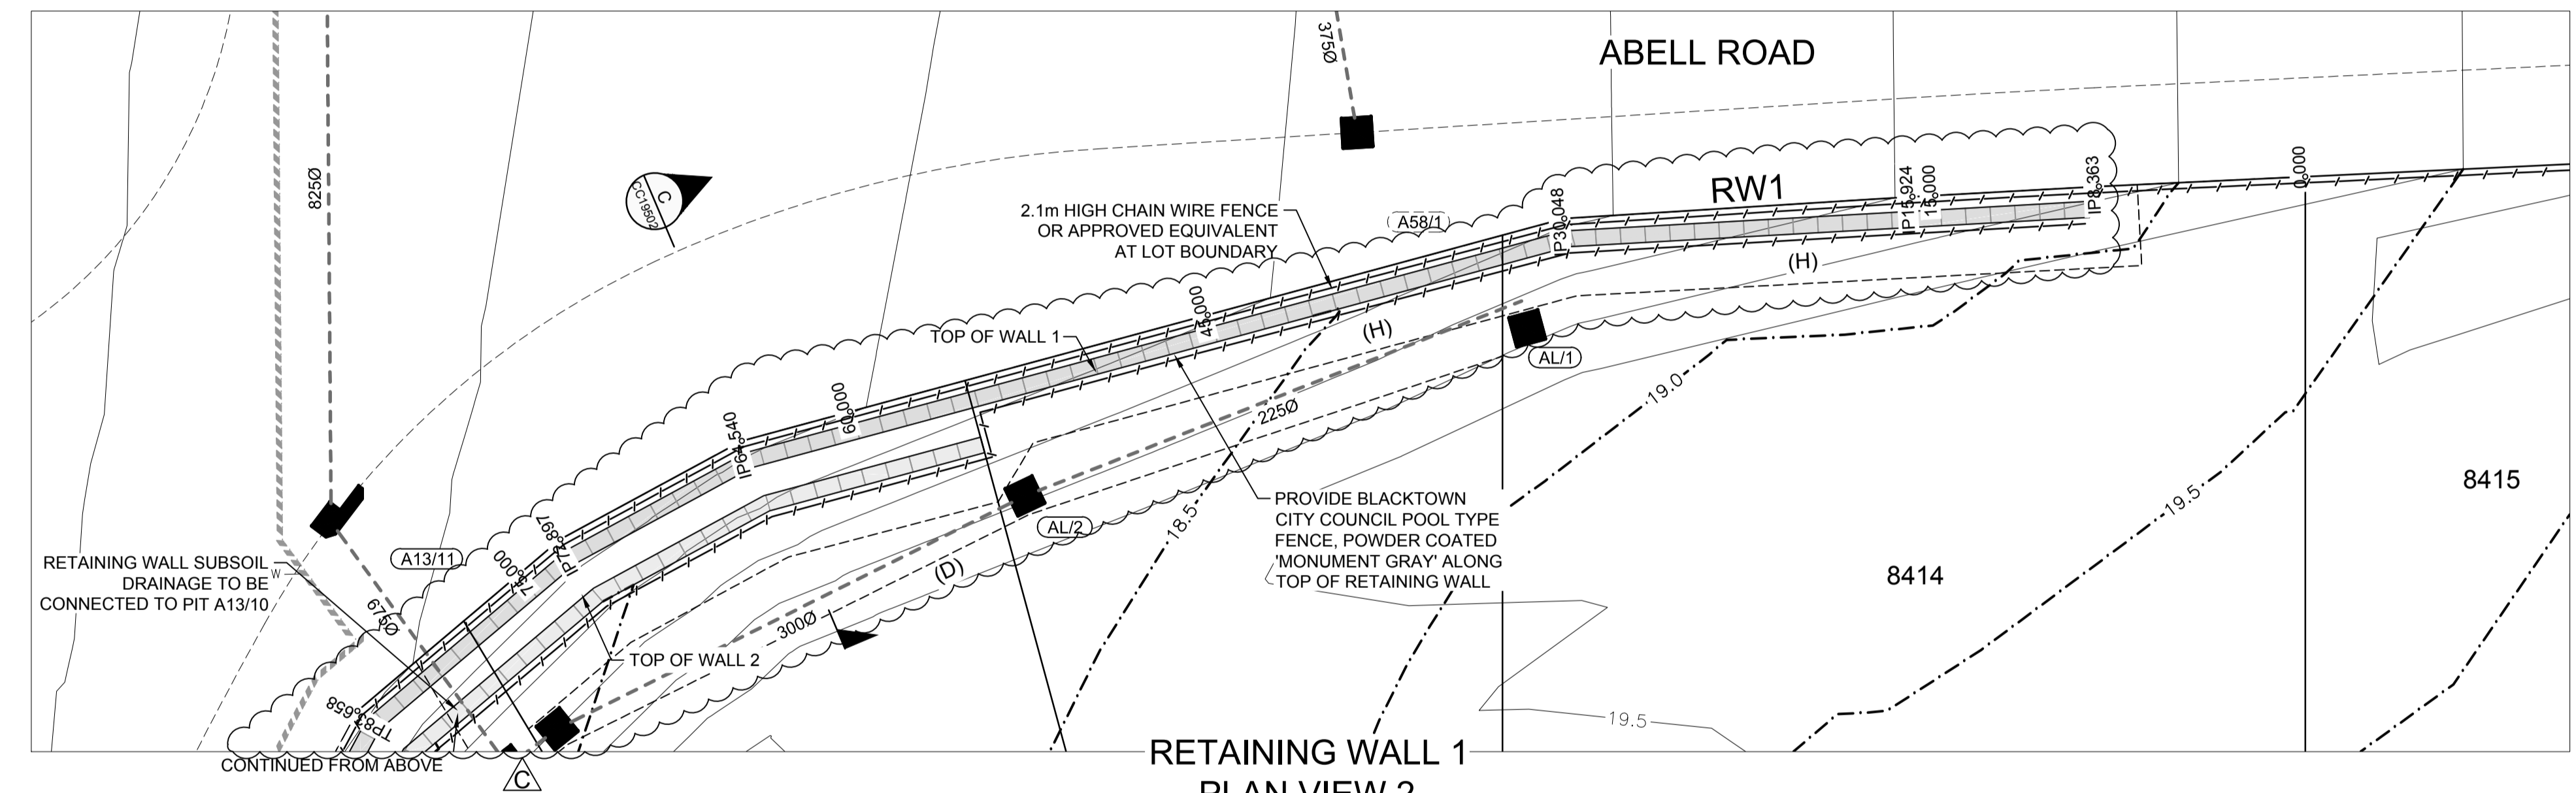 ABELL ROAD
375Ø
825Ø
C
CC19502
2.1m HIGH CHAIN WIRE FENCE
OR APPROVED EQUIVALENT
AT LOT BOUNDARY
A58/1
RW1
IP30.048
IP15.924
15.000
IP8.363
0.000
(H)
(H)
45.000
TOP OF WALL 1
AL/1
60.000
IP64.540
225Ø
19.0
18.5
19.5
8415
8414
PROVIDE BLACKTOWN
CITY COUNCIL POOL TYPE
FENCE, POWDER COATED
'MONUMENT GRAY' ALONG
TOP OF RETAINING WALL
AL/2
(D)
A13/11
75.000
RETAINING WALL SUBSOIL
DRAINAGE TO BE
CONNECTED TO PIT A13/10
W
675Ø
300Ø
TOP OF WALL 2
TP83.658
19.5
CONTINUED FROM ABOVE
C
RETAINING WALL 1
PLAN VIEW 2